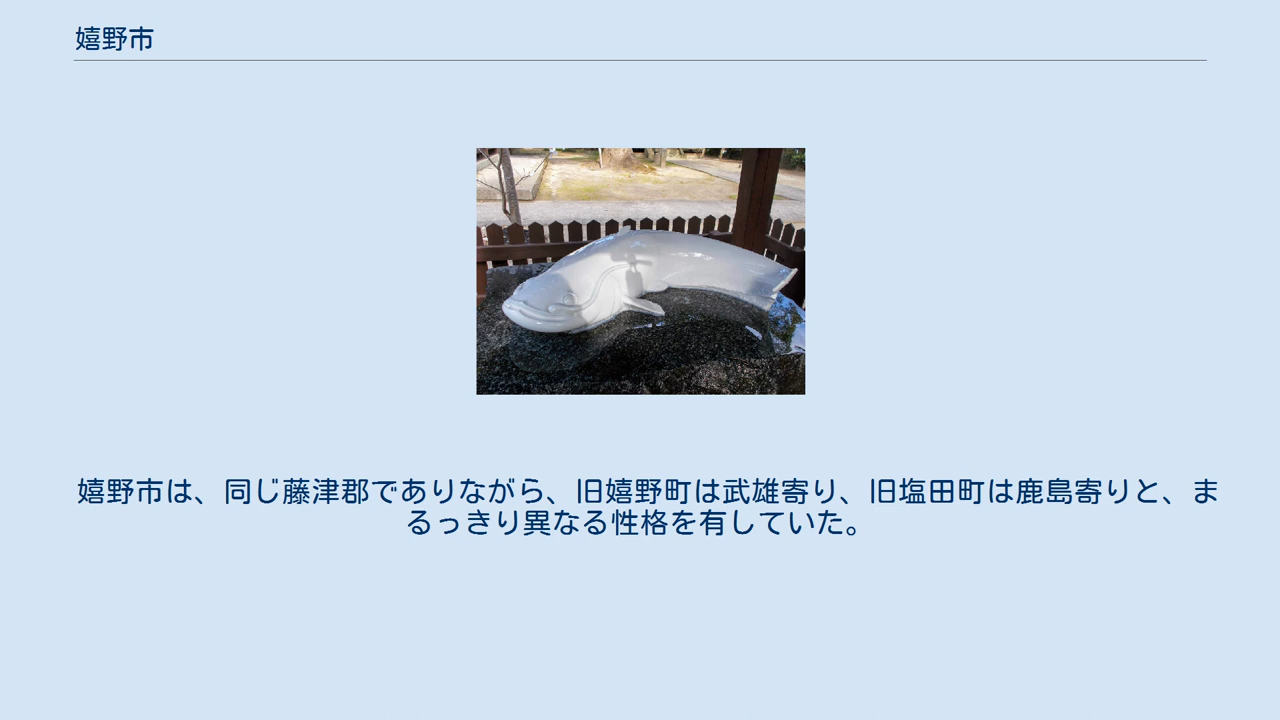 嬉野市
嬉野市は、同じ藤津郡でありながら、旧嬉野町は武雄寄り、旧塩田町は鹿島寄りと、ま
るっきり異なる性格を有していた。